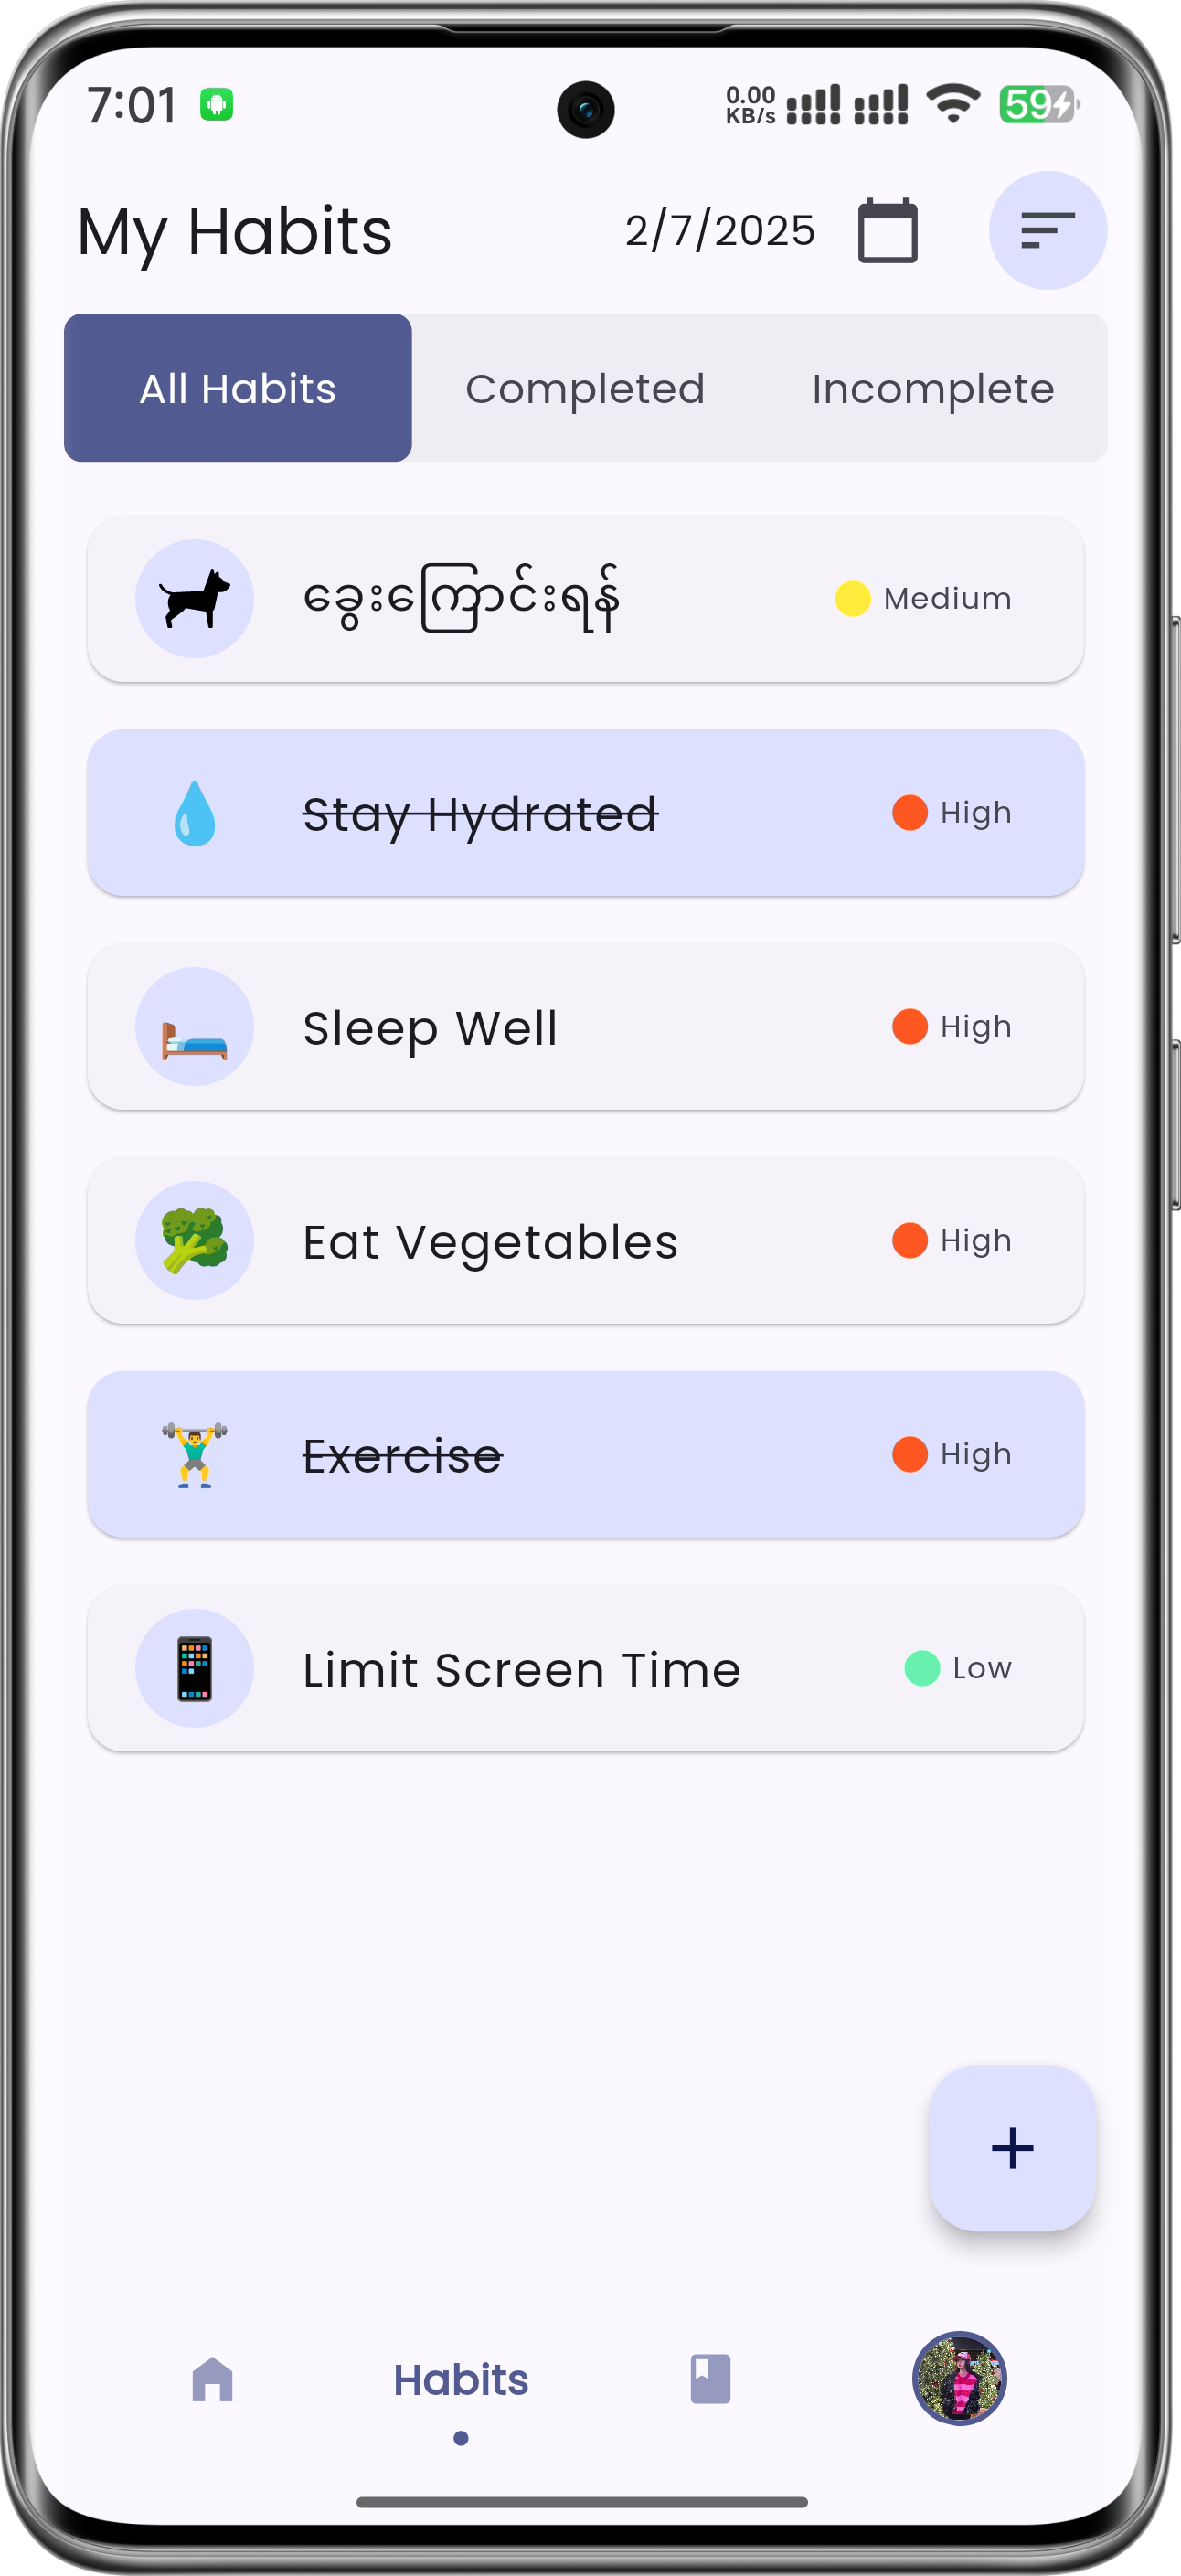 7:01
0.00
KB/s
59
My Habits
2/7/2025
All Habits
Completed
Incomplete
ခွေးကြောင်းရန်
Medium
Stay Hydrated
High
Sleep Well
High
Eat Vegetables
High
Exercise
High
Limit Screen Time
Low
Habits